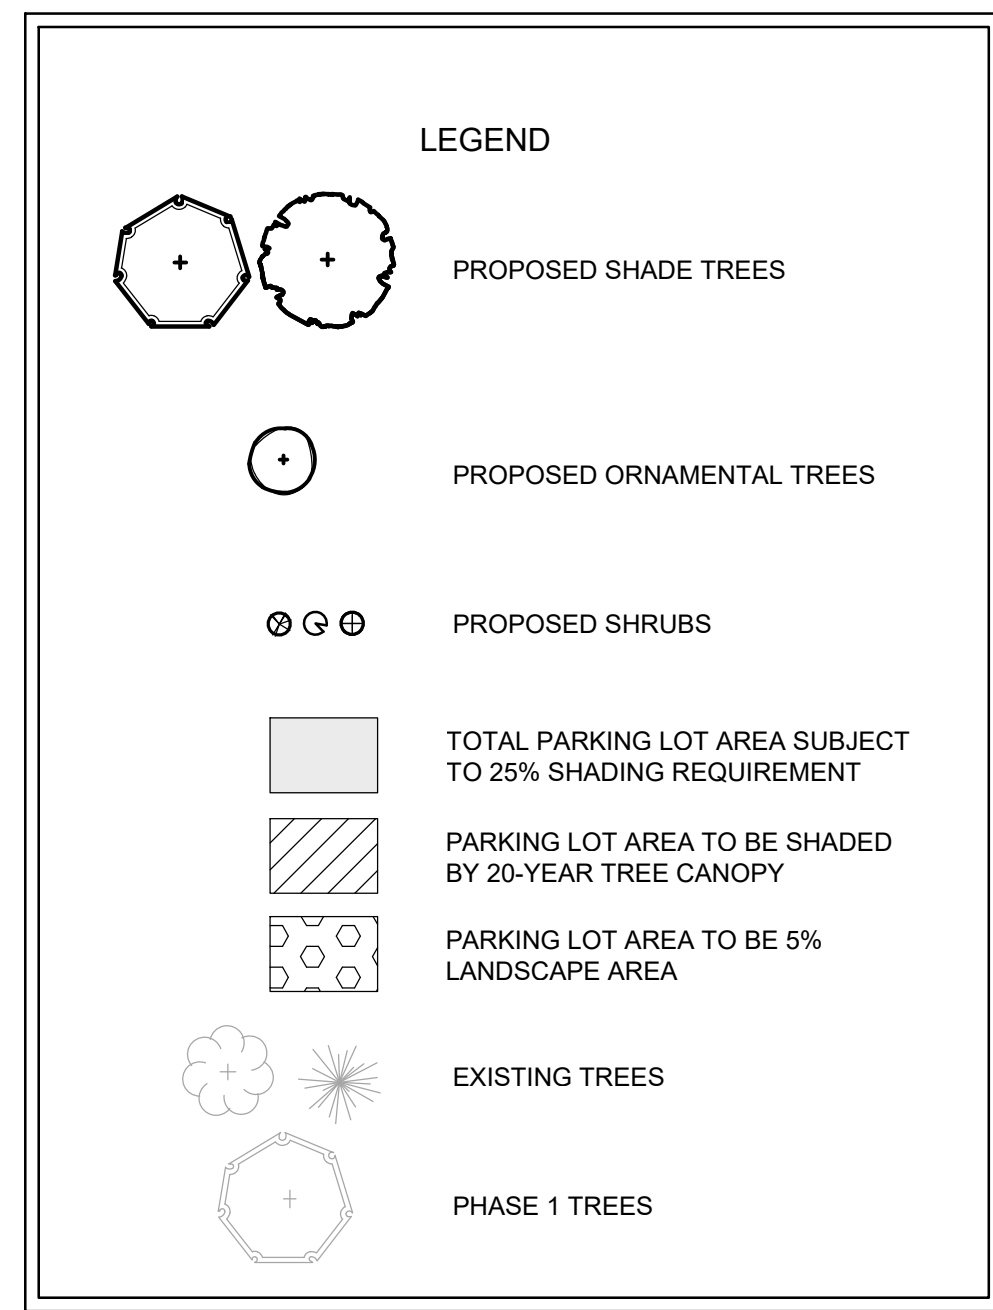 LEGEND
PROPOSED SHADE TREES
PROPOSED ORNAMENTAL TREES
PROPOSED SHRUBS
TOTAL PARKING LOT AREA SUBJECT
TO 25% SHADING REQUIREMENT
PARKING LOT AREA TO BE SHADED
BY 20-YEAR TREE CANOPY
PARKING LOT AREA TO BE 5%
LANDSCAPE AREA
EXISTING TREES
PHASE 1 TREES